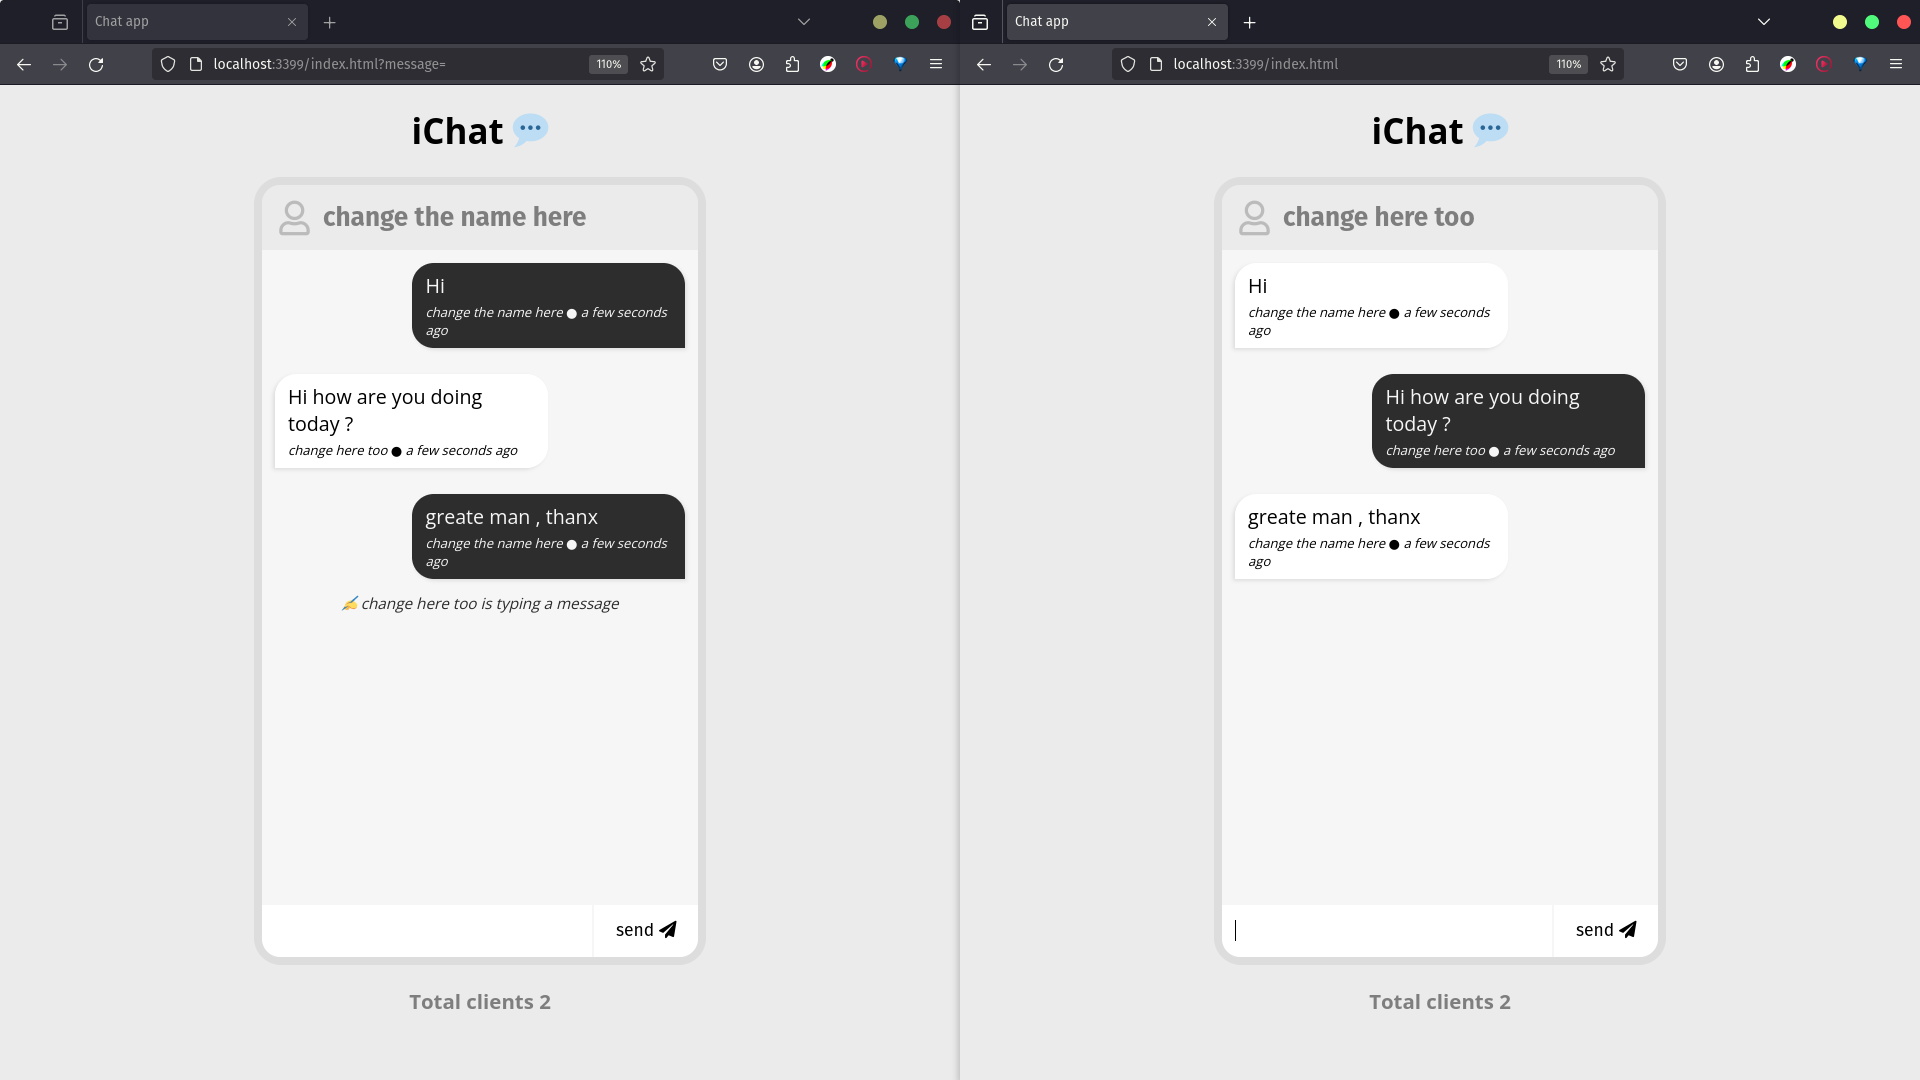 Chat app
localhost:3399/index.html?message=
110%
iChat
change the name here
Hi
change the name here ● a few seconds
ago
Hi how are you doing
today ?
change here too ● a few seconds ago
greate man , thanx
change the name here ● a few seconds
ago
✍️ change here too is typing a message
send
Total clients 2
Chat app
localhost:3399/index.html
110%
iChat
change here too
Hi
change the name here ● a few seconds
ago
Hi how are you doing
today ?
change here too ● a few seconds ago
greate man , thanx
change the name here ● a few seconds
ago
send
Total clients 2